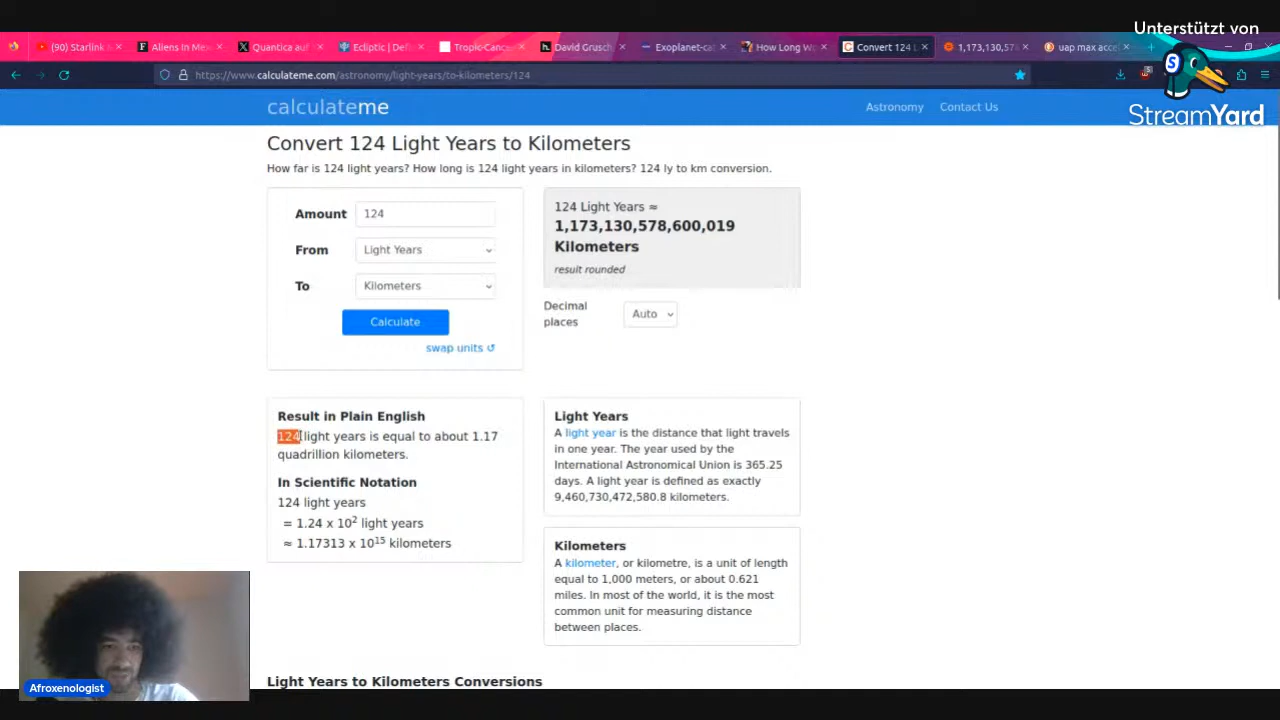 Unterstützt von
StreamYard
(90) Starlink
Aliens In Me
Quantica au
Ecliptic | De
Tropic-Cance
David Grusch
Exoplanet-ca
How Long W
Convert 124 L
1,173,130,57
uap max acce
https://www.calculateme.com/astronomy/light-years/to-kilometers/124
calculateme
Astronomy
Contact Us
Convert 124 Light Years to Kilometers
How far is 124 light years? How long is 124 light years in kilometers? 124 ly to km conversion.
Amount 124
From Light Years
To Kilometers
Calculate
swap units ↺
124 Light Years ≈
1,173,130,578,600,019
Kilometers
result rounded
Decimal
places
Auto
Result in Plain English
124 light years is equal to about 1.17
quadrillion kilometers.
In Scientific Notation
124 light years
= 1.24 x 10² light years
≈ 1.17313 x 10¹⁵ kilometers
Light Years
A light year is the distance that light travels
in one year. The year used by the
International Astronomical Union is 365.25
days. A light year is defined as exactly
9,460,730,472,580.8 kilometers.
Kilometers
A kilometer, or kilometre, is a unit of length
equal to 1,000 meters, or about 0.621
miles. In most of the world, it is the most
common unit for measuring distance
between places.
Light Years to Kilometers Conversions
Afroxenologist